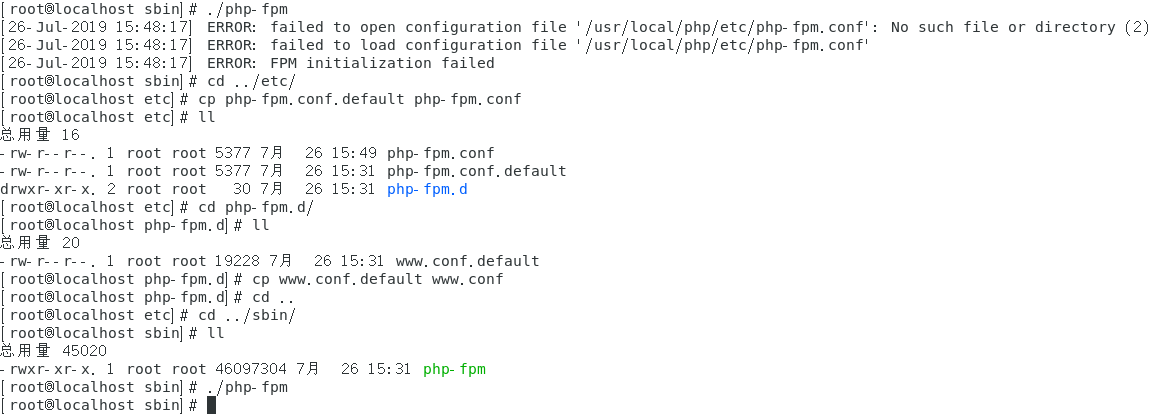 [root@localhost sbin]# ./php-fpm
[26-Jul-2019 15:48:17] ERROR: failed to open configuration file '/usr/local/php/etc/php-fpm.conf': No such file or directory (2)
[26-Jul-2019 15:48:17] ERROR: failed to load configuration file '/usr/local/php/etc/php-fpm.conf'
[26-Jul-2019 15:48:17] ERROR: FPM initialization failed
[root@localhost sbin]# cd ../etc/
[root@localhost etc]# cp php-fpm.conf.default php-fpm.conf
[root@localhost etc]# ll
总用量 16
-rw-r--r--. 1 root root 5377 7月  26 15:49 php-fpm.conf
-rw-r--r--. 1 root root 5377 7月  26 15:31 php-fpm.conf.default
drwxr-xr-x. 2 root root   30 7月  26 15:31 php-fpm.d
[root@localhost etc]# cd php-fpm.d/
[root@localhost php-fpm.d]# ll
总用量 20
-rw-r--r--. 1 root root 19228 7月  26 15:31 www.conf.default
[root@localhost php-fpm.d]# cp www.conf.default www.conf
[root@localhost php-fpm.d]# cd ..
[root@localhost etc]# cd ../sbin/
[root@localhost sbin]# ll
总用量 45020
-rwxr-xr-x. 1 root root 46097304 7月  26 15:31 php-fpm
[root@localhost sbin]# ./php-fpm
[root@localhost sbin]#